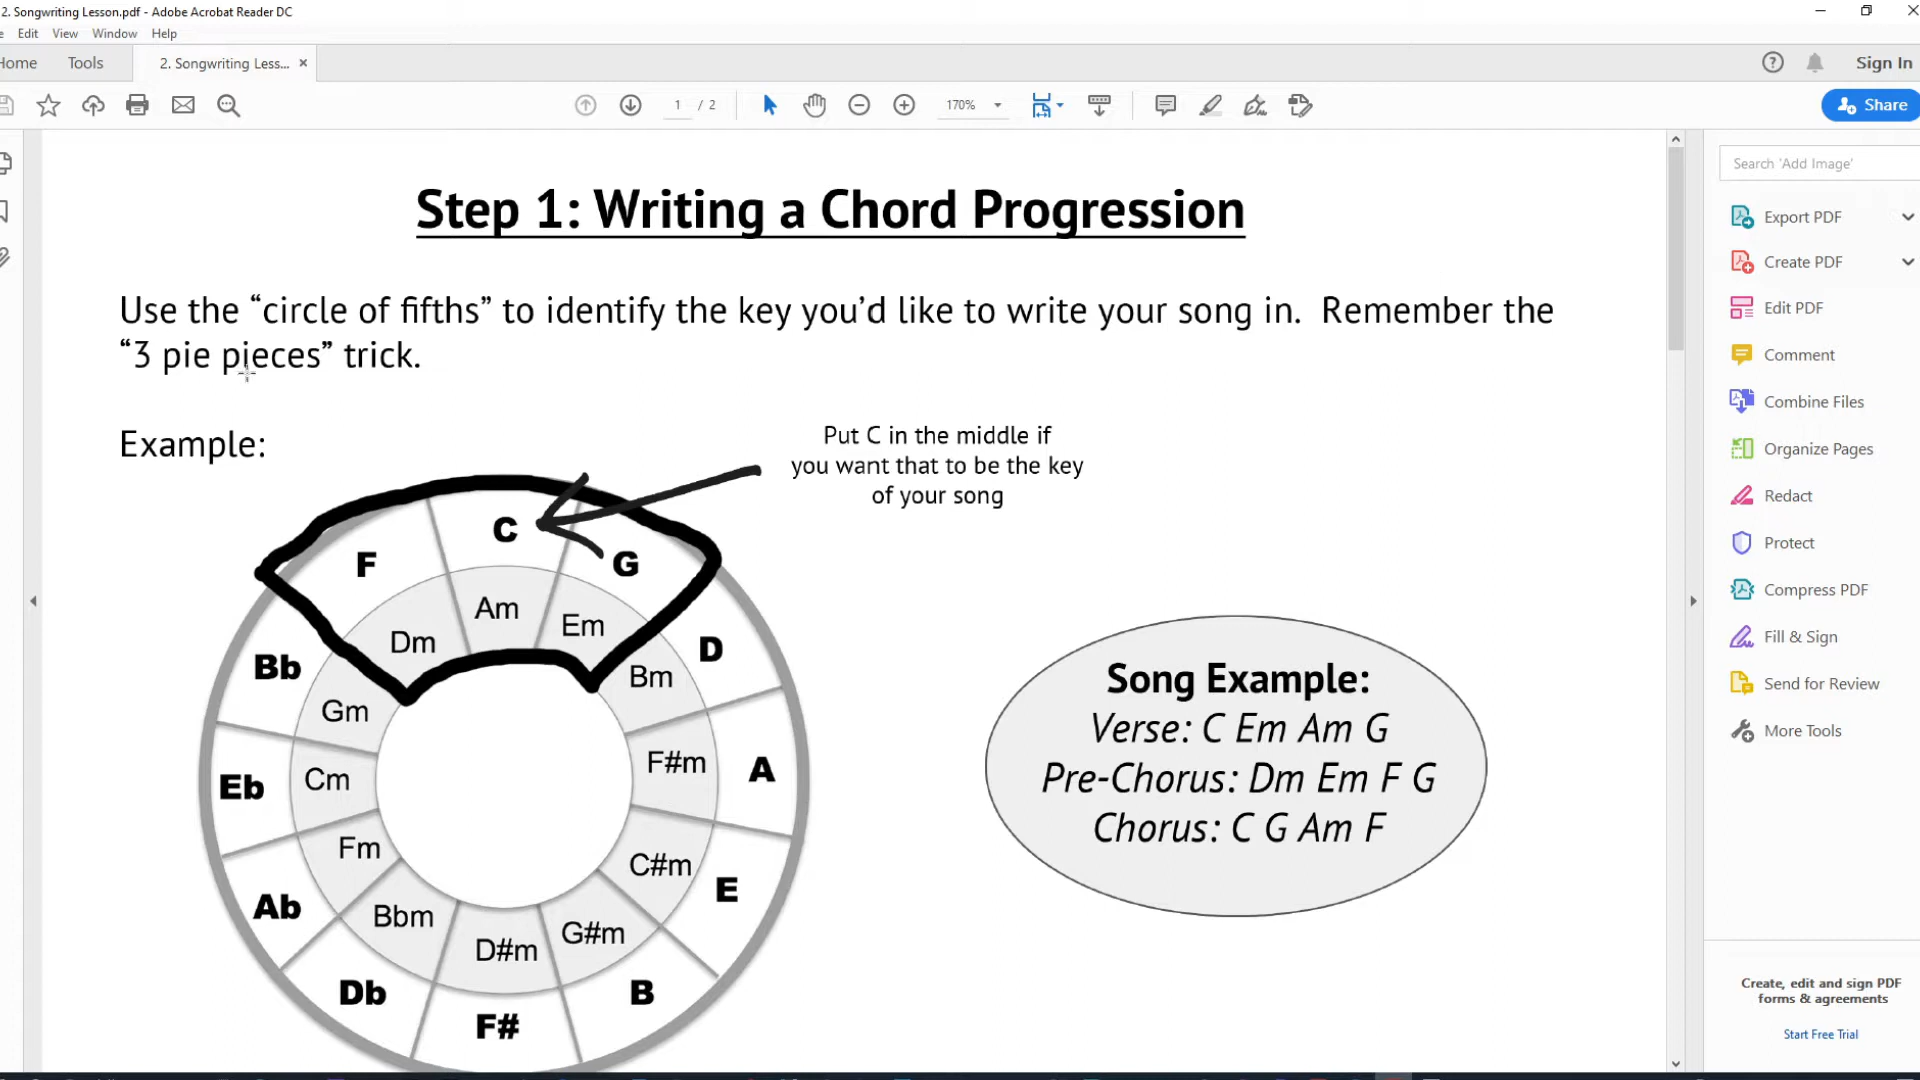 2. Songwriting Lesson.pdf - Adobe Acrobat Reader DC
Edit View Window Help
Home Tools 2. Songwriting Less... ×
Sign In
1 / 2 170% Share
Step 1: Writing a Chord Progression
Use the “circle of fifths” to identify the key you’d like to write your song in. Remember the
“3 pie pieces” trick.
Example:
Put C in the middle if
you want that to be the key
of your song
C
F G
Am
Dm Em
Bb D
Gm Bm
Eb Cm F#m A
Fm C#m
Ab E
Bbm G#m
D#m
Db B
F#
Song Example:
Verse: C Em Am G
Pre-Chorus: Dm Em F G
Chorus: C G Am F
Search 'Add Image'
Export PDF
Create PDF
Edit PDF
Comment
Combine Files
Organize Pages
Redact
Protect
Compress PDF
Fill & Sign
Send for Review
More Tools
Create, edit and sign PDF
forms & agreements
Start Free Trial